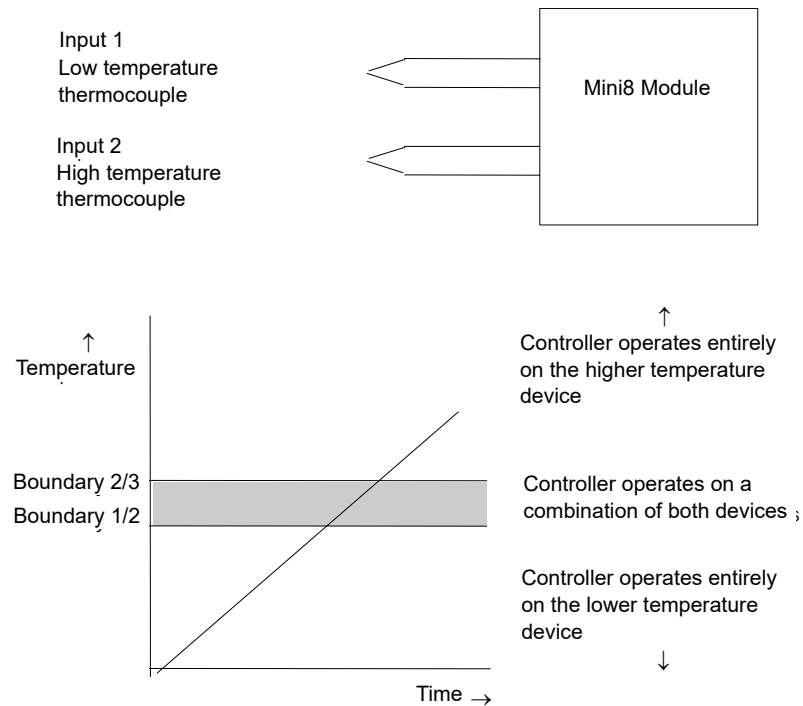 Input 1
Low temperature
thermocouple
Mini8 Module
Input 2
High temperature
thermocouple
↑
Temperature
↑
Controller operates entirely
on the higher temperature
device
Boundary 2/3
Boundary 1/2
Controller operates on a
combination of both devices
Controller operates entirely
on the lower temperature
device
↓
Time →